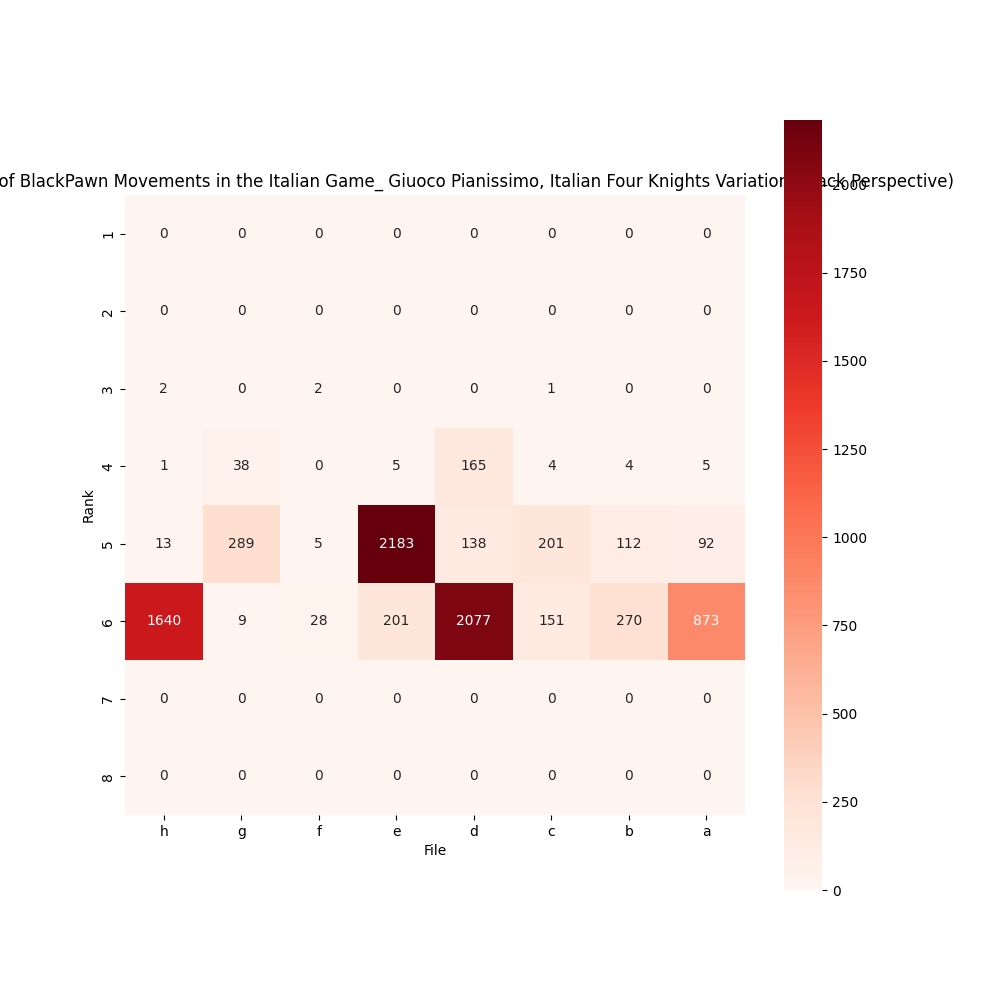 of BlackPawn Movements in the Italian Game_ Giuoco Pianissimo, Italian Four Knights Variation Perspective)
2000
1 0 0 0 0 0 0 0 0
1750
2 0 0 0 0 0 0 0 0
3 2 0 2 0 0 1 0 0
1500
4 1 38 0 5 165 4 4 5
1250
Rank
5 13 289 5 2183 138 201 112 92
1000
6 1640 9 28 201 2077 151 270 873
750
7 0 0 0 0 0 0 0 0
500
8 0 0 0 0 0 0 0 0
250
h g f e d c b a
File
0